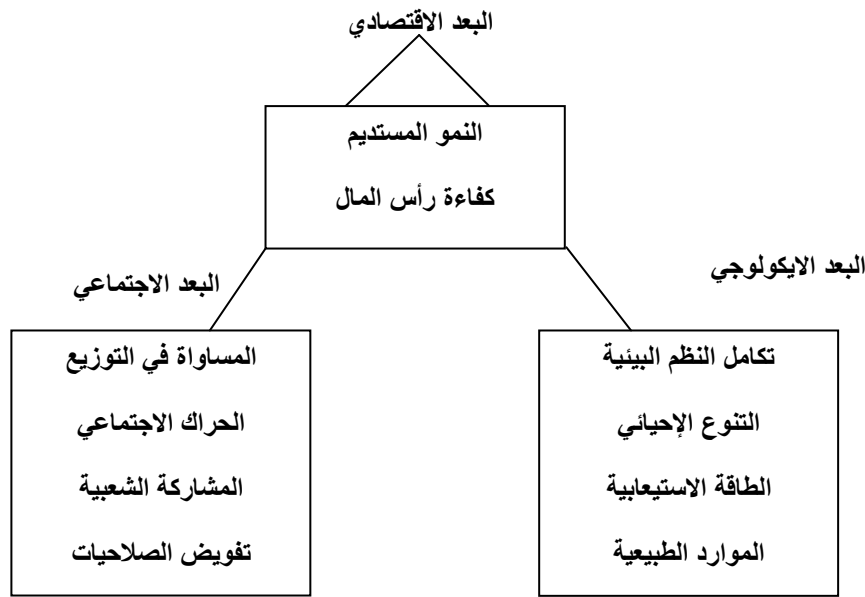 البعد الاقتصادي
النمو المستديم
كفاءة رأس المال
البعد الايكولوجي
تكامل النظم البيئية
التنوع الإحيائي
الطاقة الاستيعابية
الموارد الطبيعية
البعد الاجتماعي
المساواة في التوزيع
الحراك الاجتماعي
المشاركة الشعبية
تفويض الصلاحيات